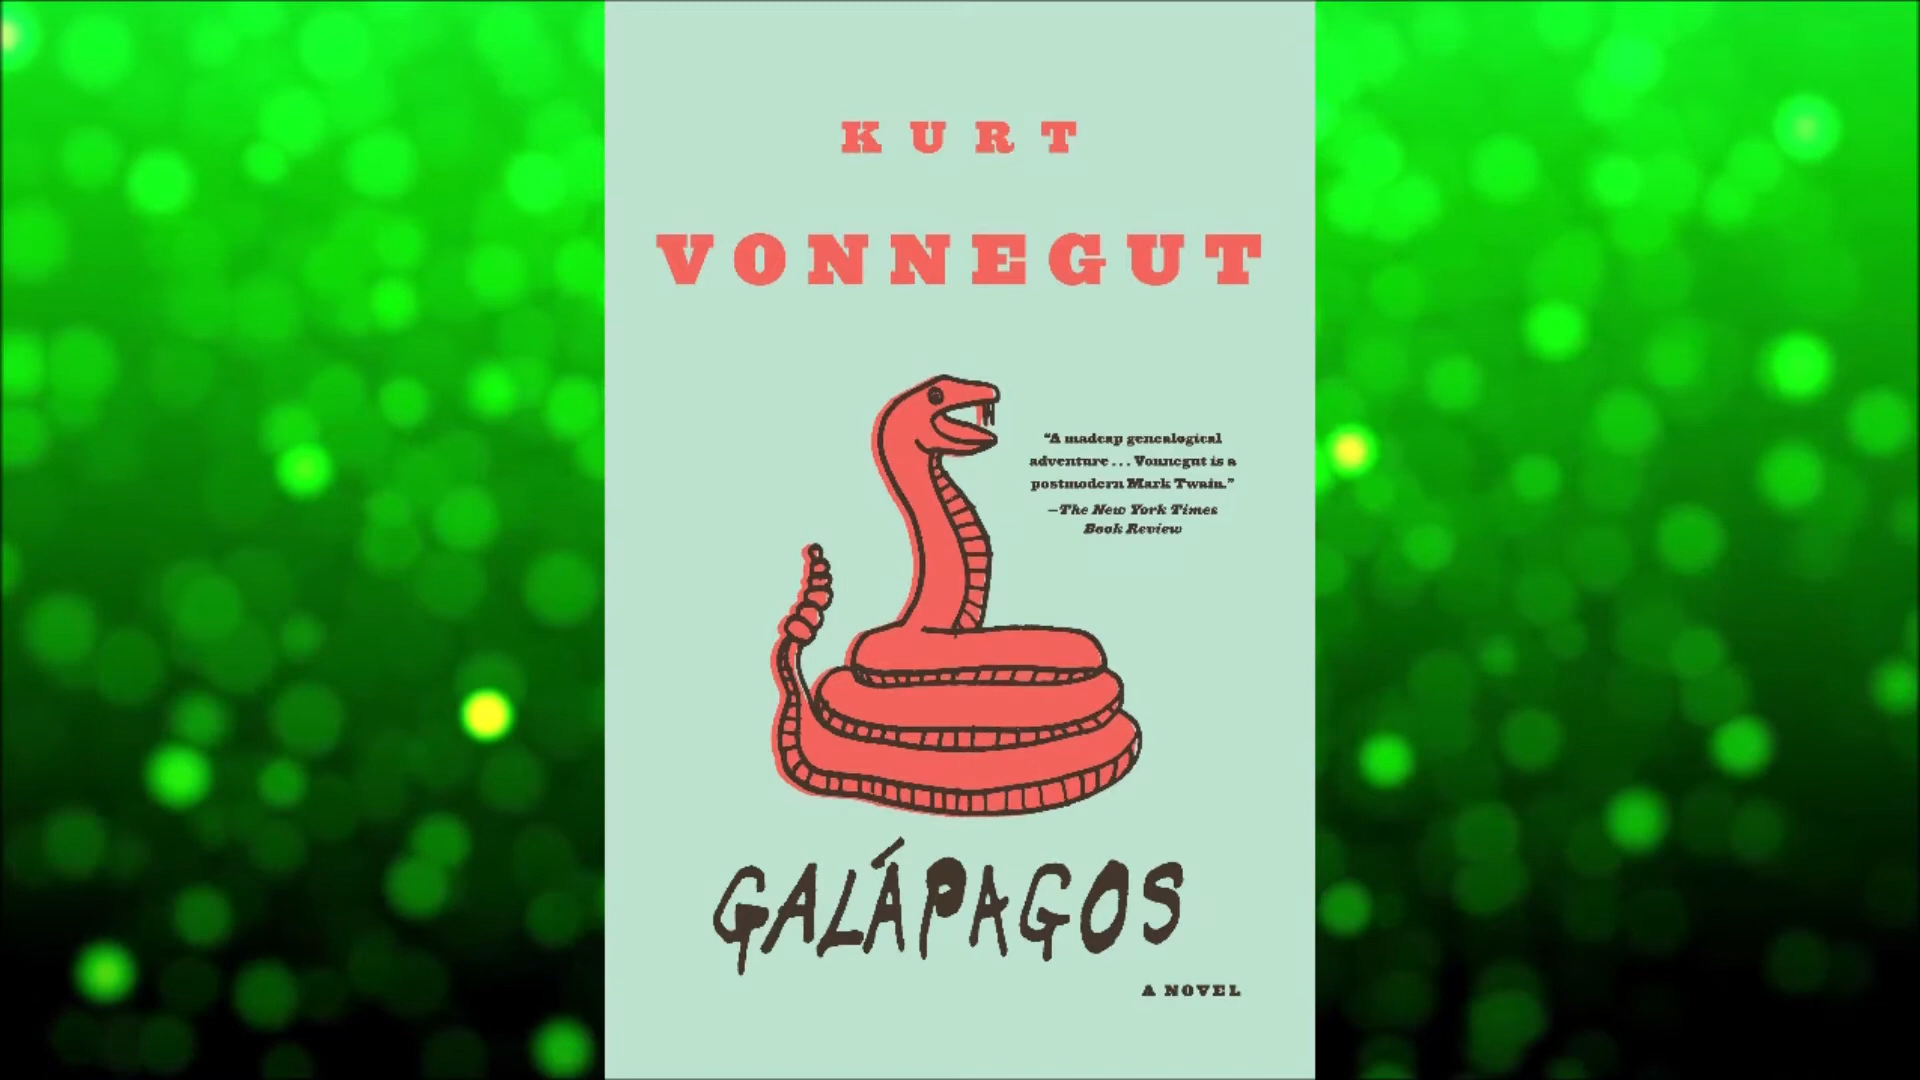 KURT
VONNEGUT
“A madcap genealogical
adventure . . . Vonnegut is a
postmodern Mark Twain.”
—The New York Times
Book Review
GALÁPAGOS
A NOVEL